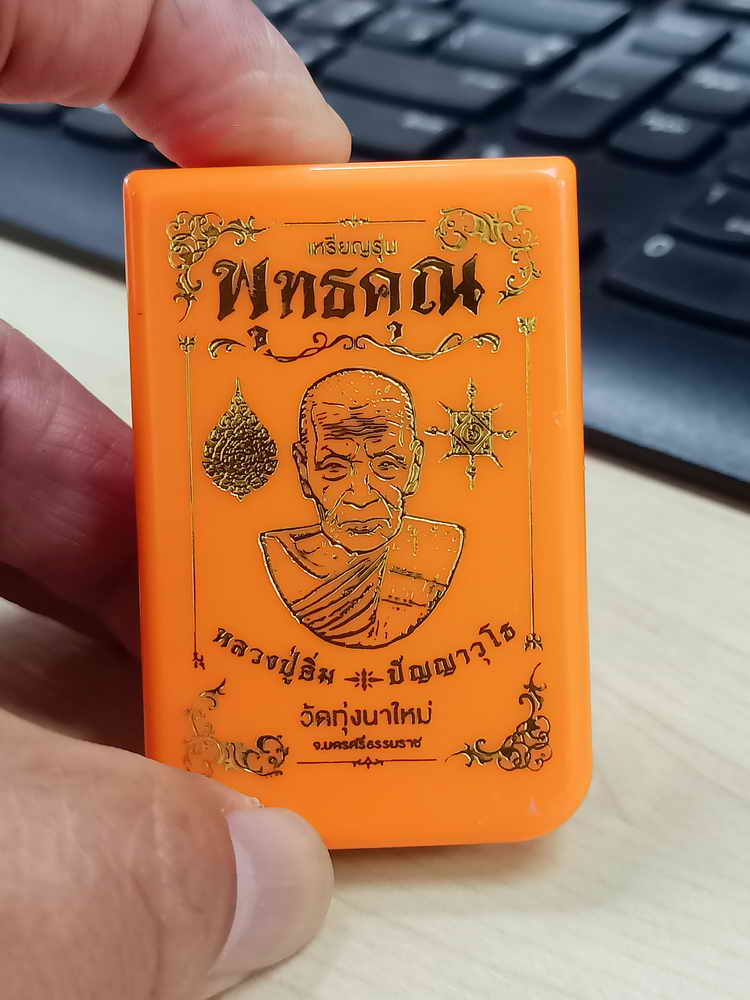 เหรียญรุ่น
พุทธคุณ
หลวงปู่อิ่ม ปัญญาวุโธ
วัดทุ่งนาใหม่
จ.นครศรีธรรมราช